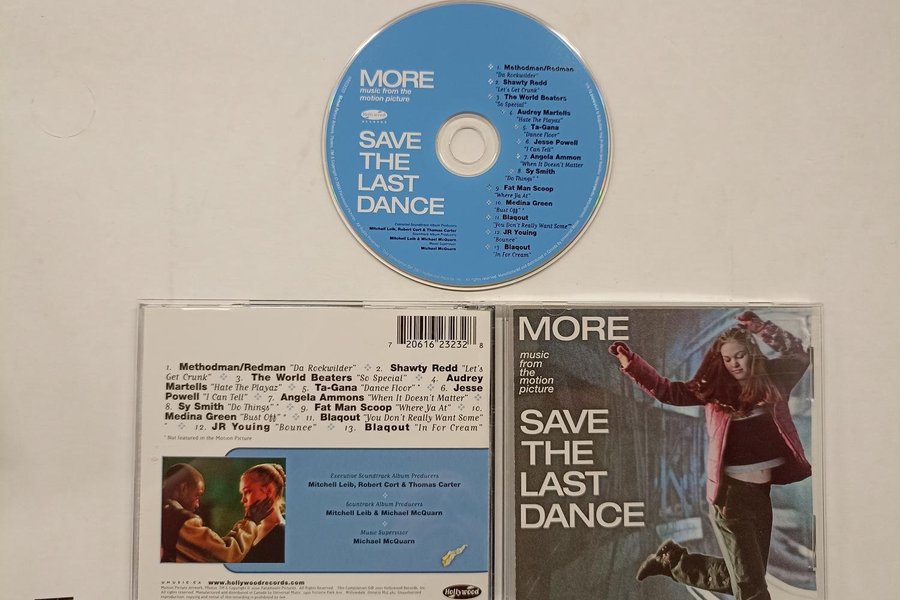 MORE
music from the
motion picture
Hollywood
RECORDS
SAVE
THE
LAST
DANCE
Executive Soundtrack Album Producers
Mitchell Leib, Robert Cort & Thomas Carter
Soundtrack Album Producers
Mitchell Leib & Michael McQuarn
Music Supervisor
Michael McQuarn
1. Methodman/Redman
"Da Rockwilder"
2. Shawty Redd
"Let's Get Crunk"
3. The World Beaters
"So Special"
4. Audrey Martells
"Hate The Playaz"
5. Ta-Gana
"Dance Floor"
6. Jesse Powell
"I Can Tell"
7. Angela Ammon
"When It Doesn't Matter
8. Sy Smith
"Do Things" *
9. Fat Man Scoop
"Where Ya At"
10. Medina Green
"Bust Off" *
11. Blaqout
"You Don't Really Want Some" *
12. JR Youing
"Bounce"
13. Blaqout
"In For Cream"
7 20616 23232 8
1. Methodman/Redman "Da Rockwilder" 2. Shawty Redd "Let's
Get Crunk" 3. The World Beaters "So Special" 4. Audrey
Martells "Hate The Playaz" 5. Ta-Gana "Dance Floor" * 6. Jesse
Powell "I Can Tell" 7. Angela Ammons "When It Doesn't Matter"
8. Sy Smith "Do Things" * 9. Fat Man Scoop "Where Ya At" 10.
Medina Green "Bust Off" * 11. Blaqout "You Don't Really Want Some"
* 12. JR Youing "Bounce" 13. Blaqout "In For Cream"
* Not featured in the Motion Picture
Executive Soundtrack Album Producers
Mitchell Leib, Robert Cort & Thomas Carter
Sountrack Album Producers
Mitchell Leib & Michael McQuarn
Music Supervisor
Michael McQuarn
UMUSIC.CA www.hollywoodrecords.com
Hollywood
MORE
music
from
the
motion
picture
SAVE
THE
LAST
DANCE